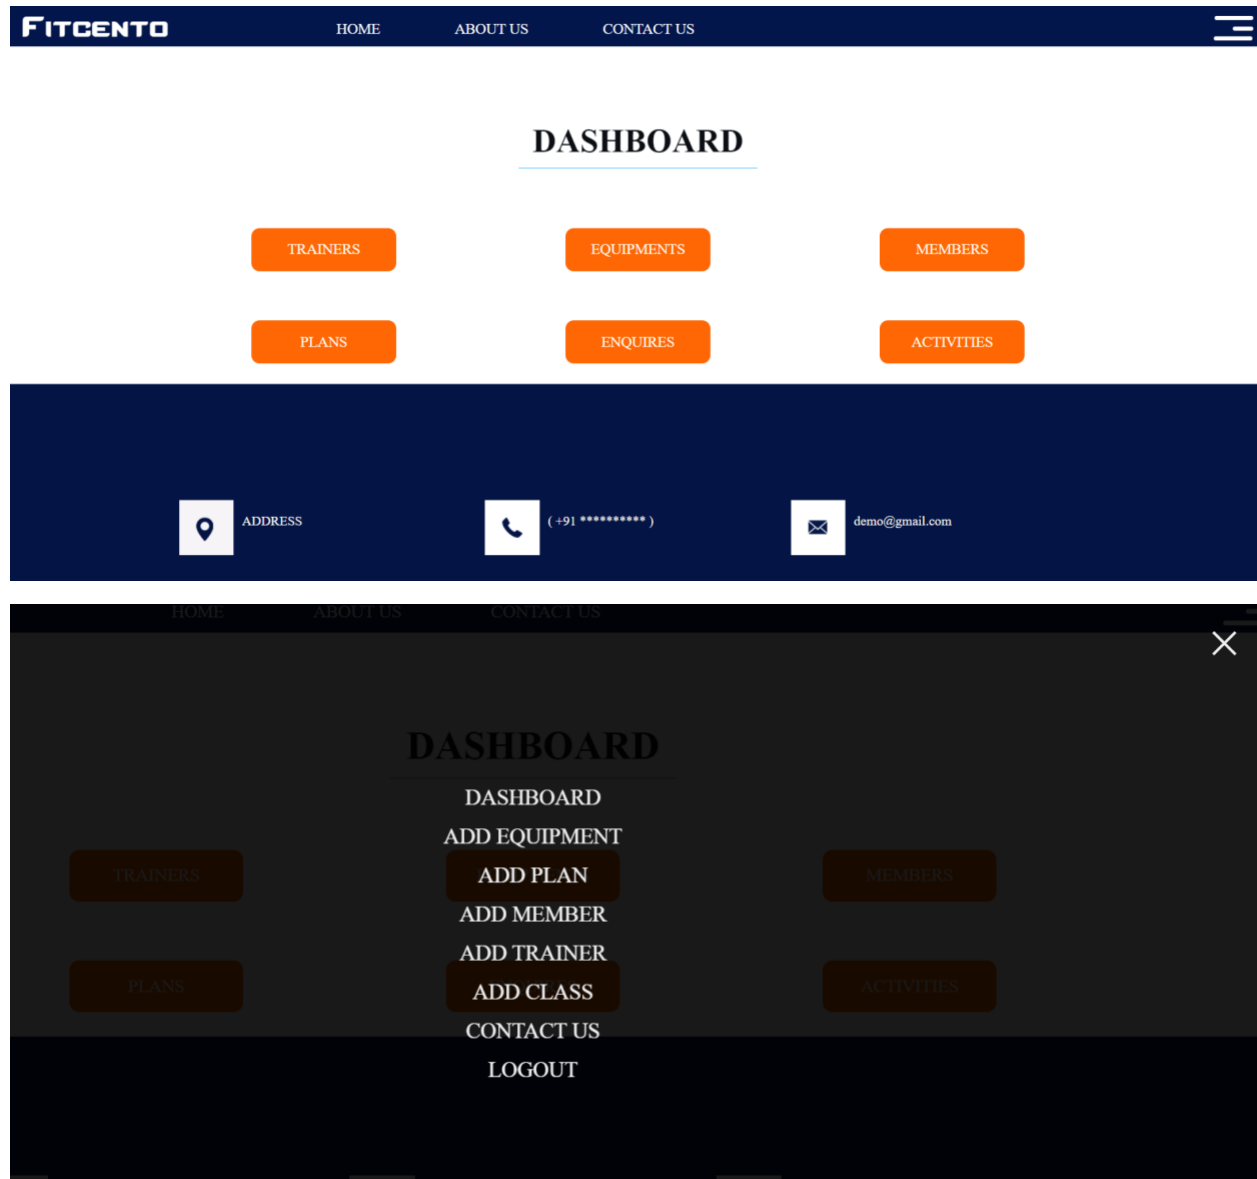 FITCENTO HOME ABOUT US CONTACT US
DASHBOARD
TRAINERS EQUIPMENTS MEMBERS
PLANS ENQUIRES ACTIVITIES
ADDRESS ( +91 ********** ) demo@gmail.com
HOME ABOUT US CONTACT US
DASHBOARD
DASHBOARD
ADD EQUIPMENT
TRAINERS ADD PLAN MEMBERS
ADD MEMBER
ADD TRAINER
PLANS ADD CLASS ACTIVITIES
CONTACT US
LOGOUT